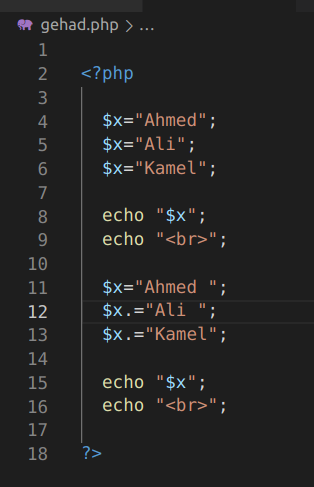 gehad.php > ...
1
2 <?php
3
4 $x="Ahmed";
5 $x="Ali";
6 $x="Kamel";
7
8 echo "$x";
9 echo "<br>";
10
11 $x="Ahmed ";
12 $x.="Ali ";
13 $x.="Kamel";
14
15 echo "$x";
16 echo "<br>";
17
18 ?>